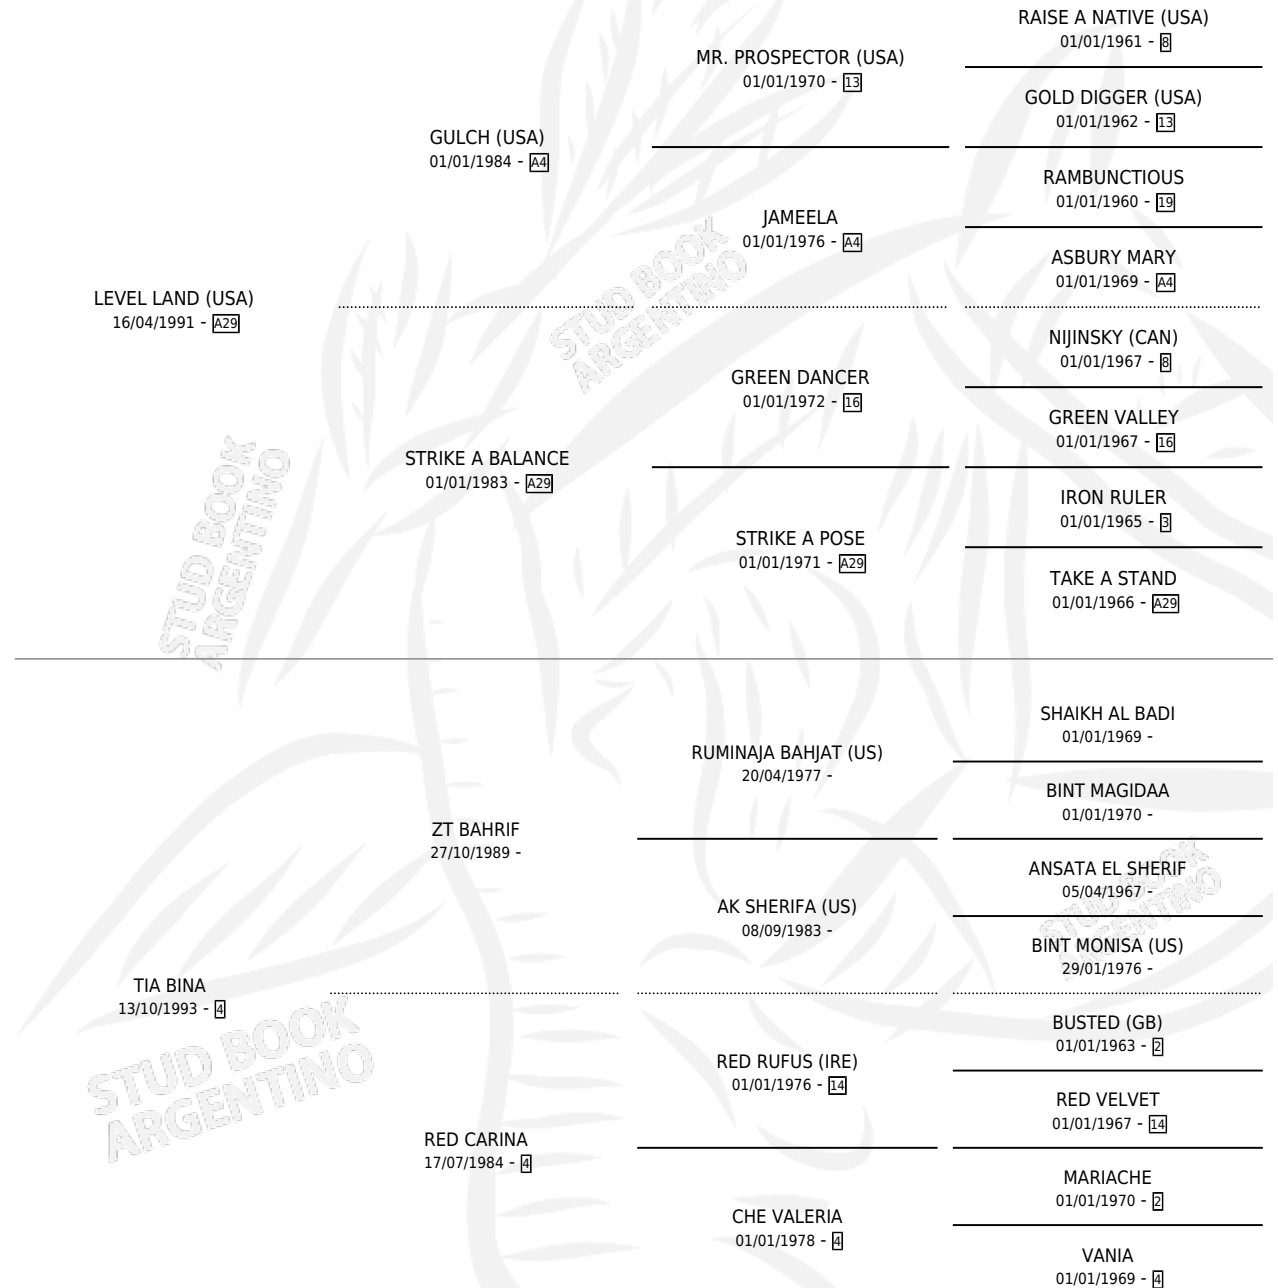 RAISE A NATIVE (USA)
01/01/1961 - 8
MR. PROSPECTOR (USA)
01/01/1970 - 13
GOLD DIGGER (USA)
01/01/1962 - 13
GULCH (USA)
01/01/1984 - A4
RAMBUNCTIOUS
01/01/1960 - 19
JAMEELA
01/01/1976 - A4
ASBURY MARY
01/01/1969 - A4
LEVEL LAND (USA)
16/04/1991 - A29
NIJINSKY (CAN)
01/01/1967 - 8
GREEN DANCER
01/01/1972 - 16
GREEN VALLEY
01/01/1967 - 16
STRIKE A BALANCE
01/01/1983 - A29
IRON RULER
01/01/1965 - 3
STRIKE A POSE
01/01/1971 - A29
TAKE A STAND
01/01/1966 - A29
STUD BOOK
ARGENTINO
STUD BOOK
ARGENTINO
SHAIKH AL BADI
01/01/1969 -
RUMINAJA BAHJAT (US)
20/04/1977 -
BINT MAGIDAA
01/01/1970 -
ZT BAHRIF
27/10/1989 -
ANSATA EL SHERIF
05/04/1967 -
AK SHERIFA (US)
08/09/1983 -
BINT MONISA (US)
29/01/1976 -
STUD BOOK
ARGENTINO
TIA BINA
13/10/1993 - 4
BUSTED (GB)
01/01/1963 - 2
RED RUFUS (IRE)
01/01/1976 - 14
RED VELVET
01/01/1967 - 14
RED CARINA
17/07/1984 - 4
MARIACHE
01/01/1970 - 2
CHE VALERIA
01/01/1978 - 4
VANIA
01/01/1969 - 4
STUD BOOK
ARGENTINO